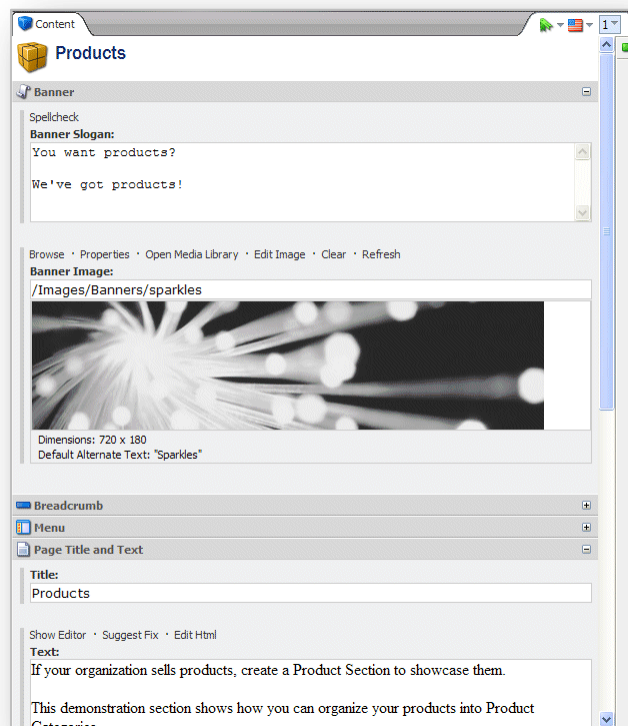 Content
1
Products
Banner
Spellcheck
Banner Slogan:
You want products?
We've got products!
Browse · Properties · Open Media Library · Edit Image · Clear · Refresh
Banner Image:
/Images/Banners/sparkles
Dimensions: 720 x 180
Default Alternate Text: "Sparkles"
Breadcrumb
Menu
Page Title and Text
Title:
Products
Show Editor · Suggest Fix · Edit Html
Text:
If your organization sells products, create a Product Section to showcase them.
This demonstration section shows how you can organize your products into Product
Categories